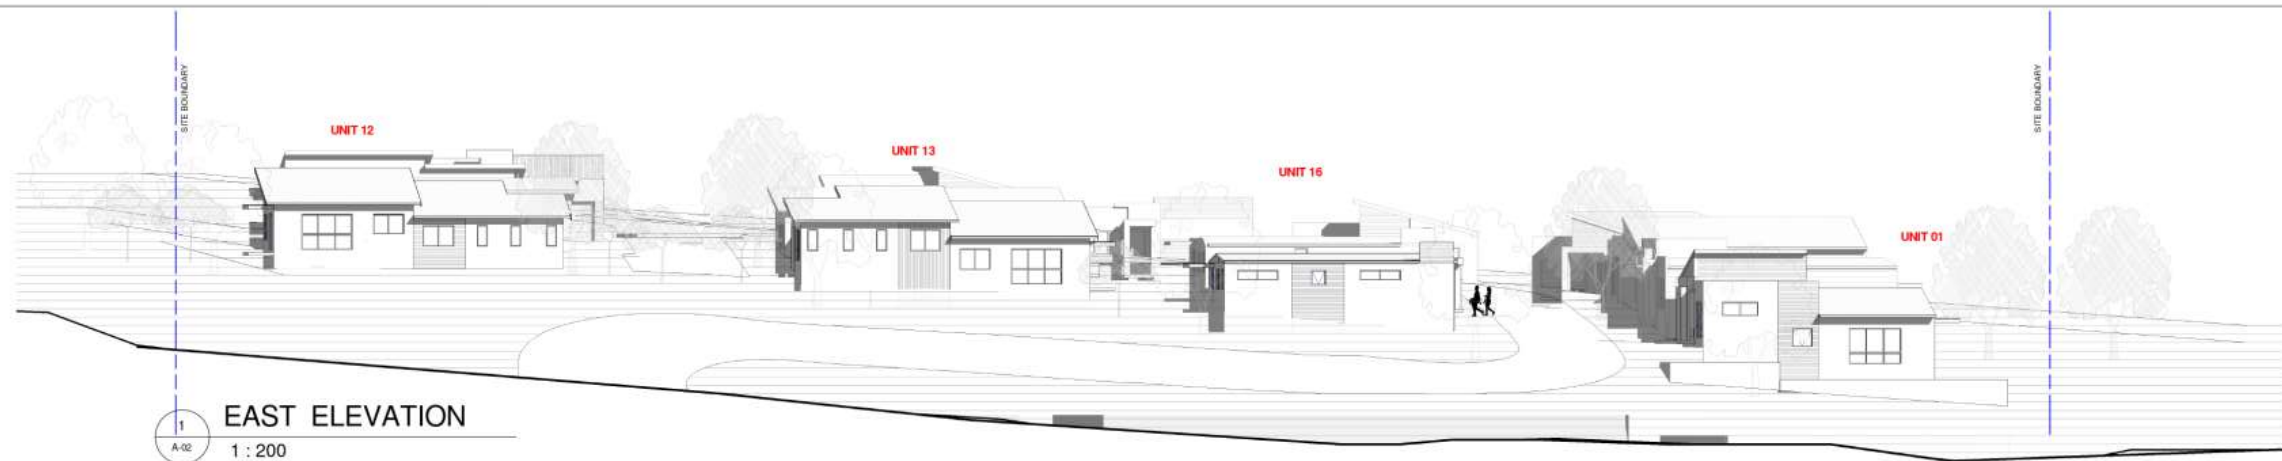 SITE BOUNDARY
SITE BOUNDARY
UNIT 12
UNIT 13
UNIT 16
UNIT 01
1
A-02
EAST ELEVATION
1 : 200